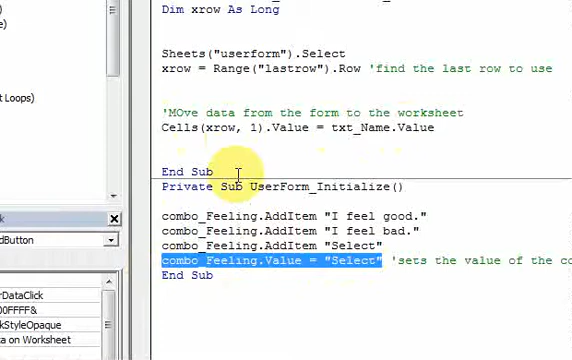 Dim xrow As Long
Sheets("userform").Select
xrow = Range("lastrow").Row 'find the last row to use
'MOve data from the form to the worksheet
Cells(xrow, 1).Value = txt_Name.Value
End Sub
Private Sub UserForm_Initialize()
combo_Feeling.AddItem "I feel good."
combo_Feeling.AddItem "I feel bad."
combo_Feeling.AddItem "Select"
combo_Feeling.Value = "Select" 'sets the value of the co
End Sub
e)
t Loops)
k
dButton
rDataClick
00FFFF&
kStyleOpaque
ta on Worksheet